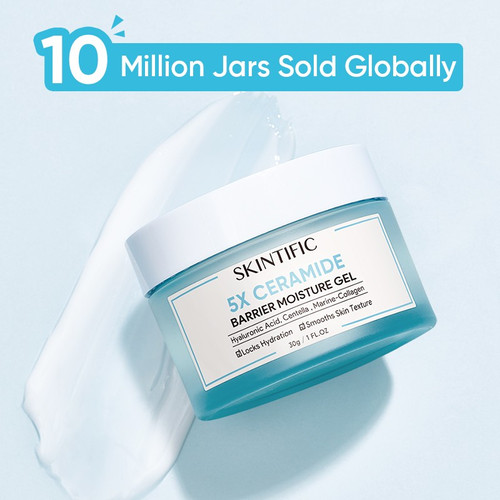 10 Million Jars Sold Globally
SKINTIFIC
5X CERAMIDE
BARRIER MOISTURE GEL
Hyaluronic Acid, Centella , Marine-Collagen
Locks Hydration Smooths Skin Texture
30g / 1 FL.OZ